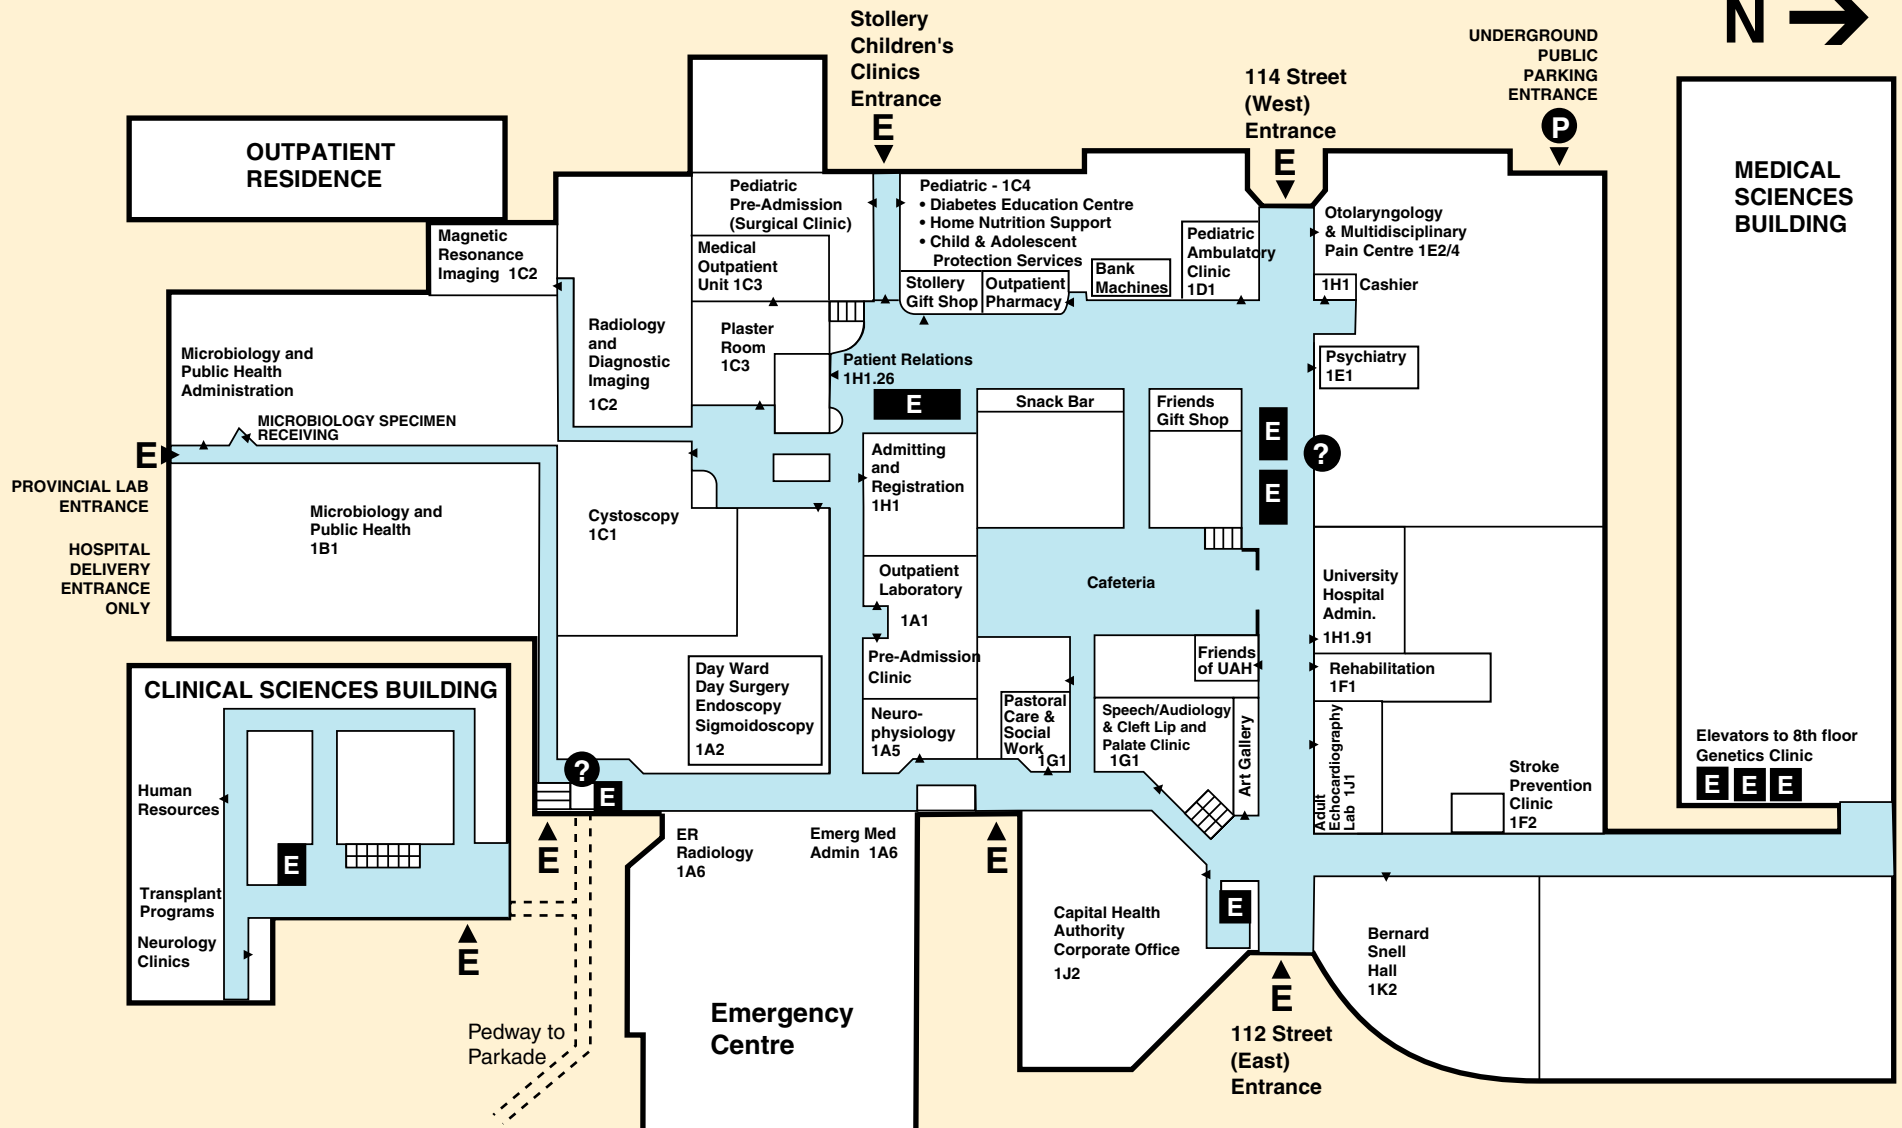 N
Stollery
Children's
Clinics
Entrance
E
114 Street
(West)
Entrance
E
UNDERGROUND
PUBLIC
PARKING
ENTRANCE
P
OUTPATIENT
RESIDENCE
MEDICAL
SCIENCES
BUILDING
Magnetic
Resonance
Imaging 1C2
Pediatric
Pre-Admission
(Surgical Clinic)
Medical
Outpatient
Unit 1C3
Pediatric - 1C4
• Diabetes Education Centre
• Home Nutrition Support
• Child & Adolescent
Protection Services
Stollery
Gift Shop
Outpatient
Pharmacy
Bank
Machines
Pediatric
Ambulatory
Clinic
1D1
Otolaryngology
& Multidisciplinary
Pain Centre 1E2/4
1H1 Cashier
Psychiatry
1E1
Radiology
and
Diagnostic
Imaging
1C2
Plaster
Room
1C3
Patient Relations
1H1.26
E
Snack Bar
Friends
Gift Shop
E
E
?
Microbiology and
Public Health
Administration
MICROBIOLOGY SPECIMEN
RECEIVING
E
PROVINCIAL LAB
ENTRANCE
HOSPITAL
DELIVERY
ENTRANCE
ONLY
Microbiology and
Public Health
1B1
Cystoscopy
1C1
Admitting
and
Registration
1H1
Outpatient
Laboratory
1A1
Cafeteria
University
Hospital
Admin.
1H1.91
Pre-Admission
Clinic
Friends
of UAH
Rehabilitation
1F1
Day Ward
Day Surgery
Endoscopy
Sigmoidoscopy
1A2
Neuro-
physiology
1A5
Pastoral
Care &
Social
Work
1G1
Speech/Audiology
& Cleft Lip and
Palate Clinic
1G1
Art Gallery
Adult
Echocardiography
Lab 1J1
Stroke
Prevention
Clinic
1F2
Elevators to 8th floor
Genetics Clinic
E
E
E
CLINICAL SCIENCES BUILDING
Human
Resources
E
Transplant
Programs
Neurology
Clinics
E
?
E
E
E
ER
Radiology
1A6
Emerg Med
Admin 1A6
Emergency
Centre
Pedway to
Parkade
Capital Health
Authority
Corporate Office
1J2
E
E
112 Street
(East)
Entrance
Bernard
Snell
Hall
1K2